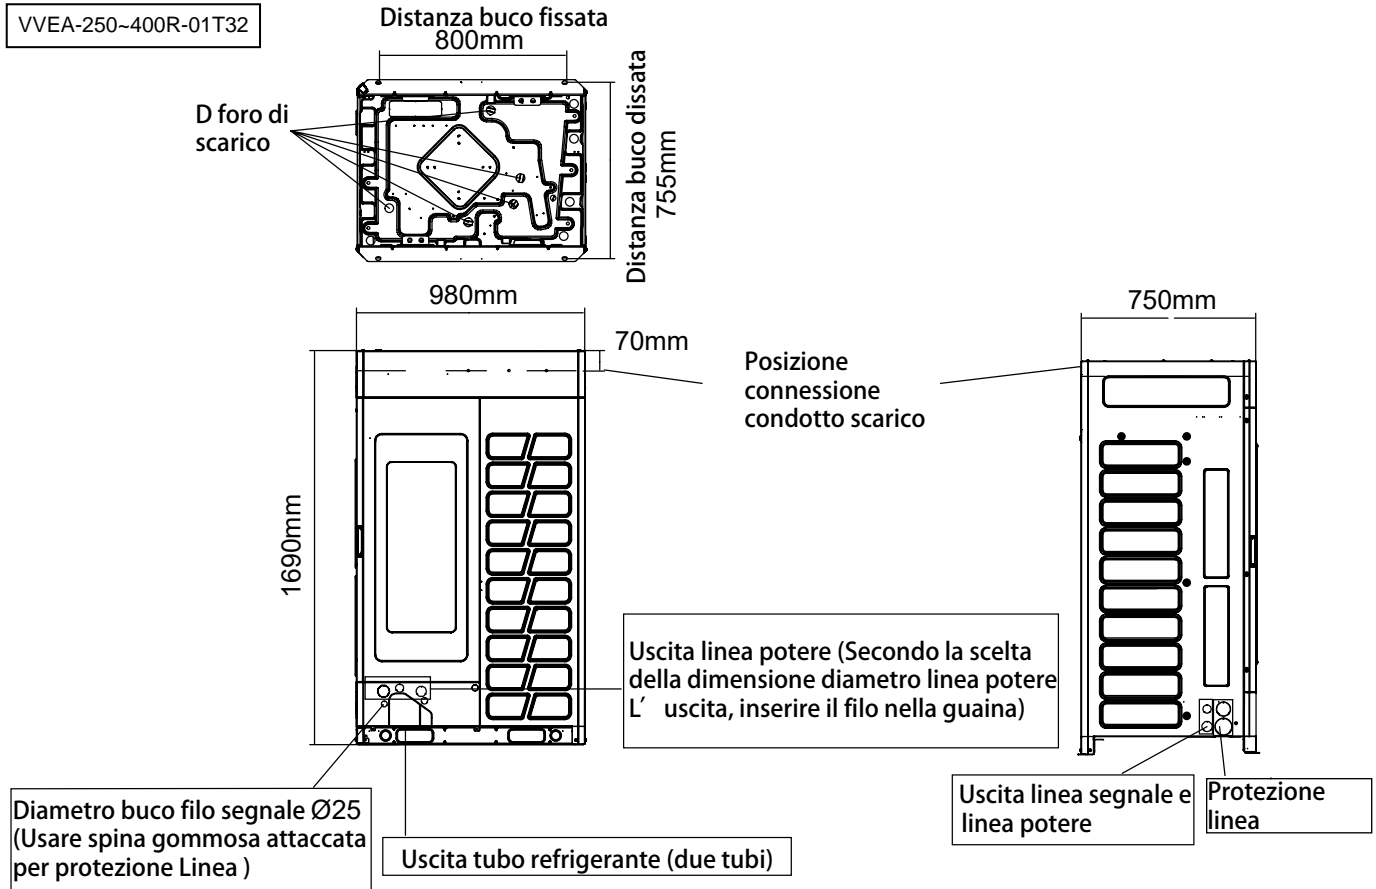 VVEA-250~400R-01T32
Distanza buco fissata
800mm
D foro di
scarico
Distanza buco dissata
755mm
980mm
70mm
750mm
Posizione
connessione
condotto scarico
1690mm
Uscita linea potere (Secondo la scelta
della dimensione diametro linea potere
L′ uscita, inserire il filo nella guaina)
Diametro buco filo segnale Ø25
(Usare spina gommosa attaccata
per protezione Linea )
Uscita tubo refrigerante (due tubi)
Uscita linea segnale e
linea potere
Protezione
linea